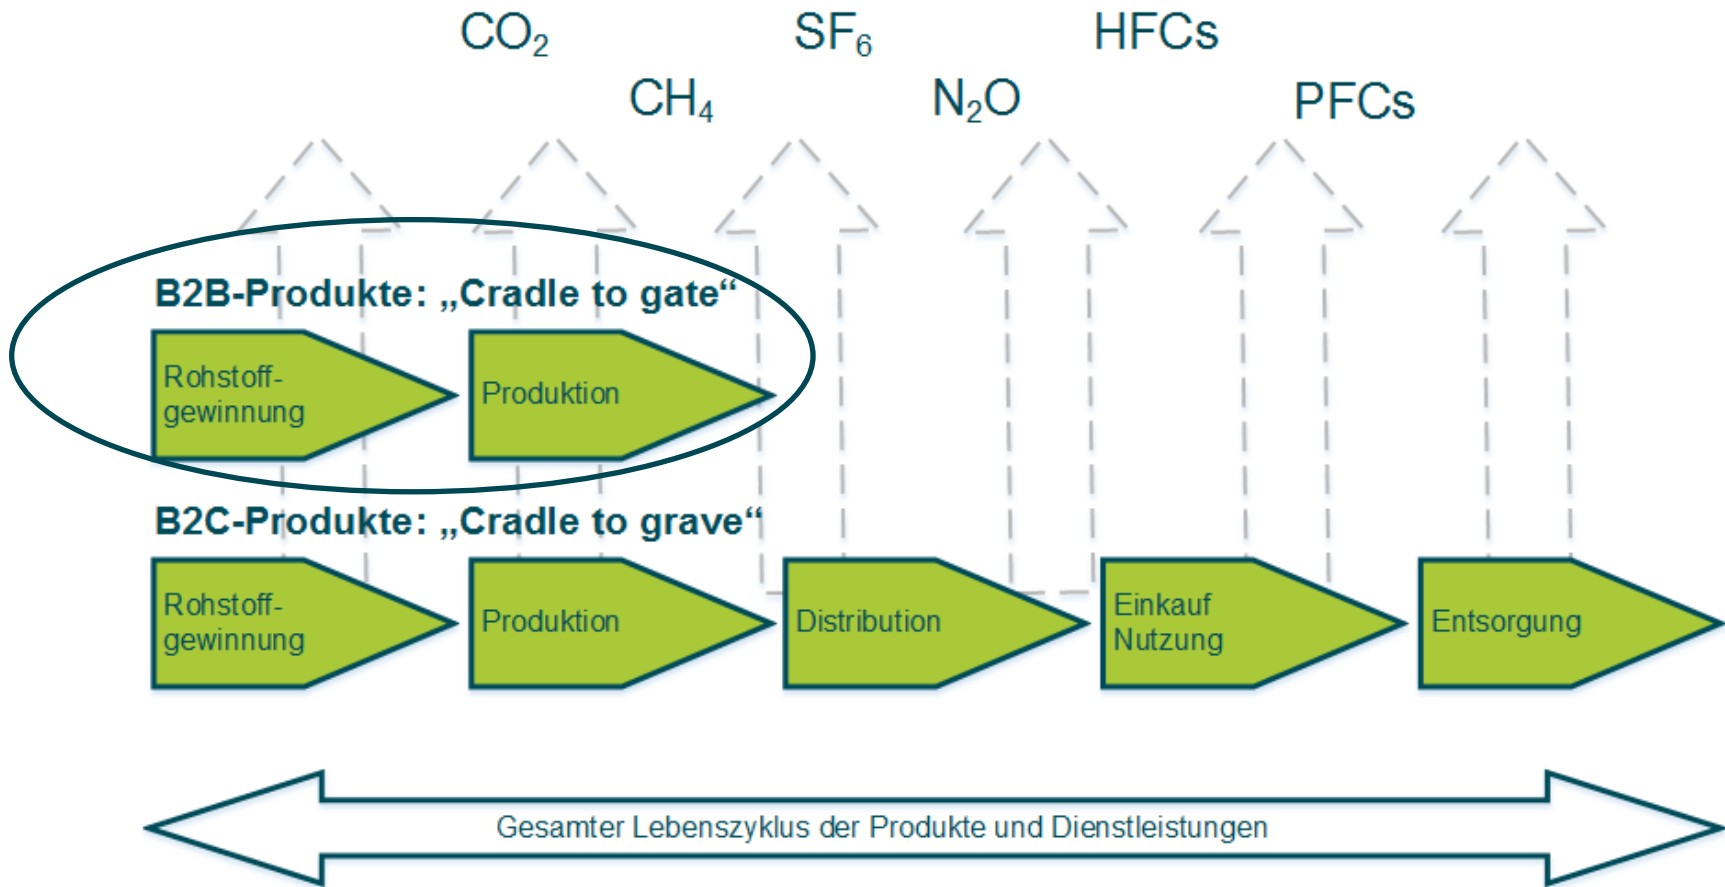 CO₂ SF₆ HFCs
CH₄ N₂O PFCs
B2B-Produkte: „Cradle to gate“
Rohstoff-
gewinnung
Produktion
B2C-Produkte: „Cradle to grave“
Rohstoff-
gewinnung
Produktion
Distribution
Einkauf
Nutzung
Entsorgung
Gesamter Lebenszyklus der Produkte und Dienstleistungen